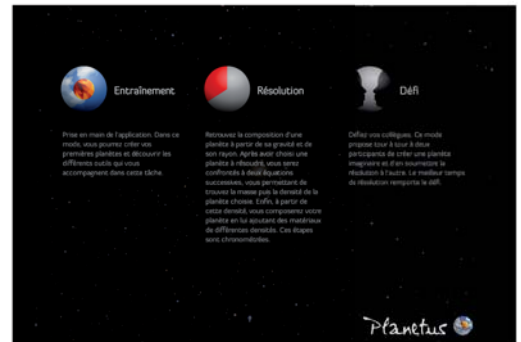 Entraînement
Prise en main de l'application. Dans ce
mode, vous pourrez créer vos
premières planètes et découvrir les
différents outils qui vous
accompagnent dans cette tâche.
Résolution
Retrouvez la composition d'une
planète à partir de sa gravité et de
son rayon. Après avoir choisi une
planète à résoudre, vous serez
confrontés à deux équations
successives, vous permettant de
trouvez la masse puis la densité de la
planète choisie. Enfin, à partir de
cette densité, vous composerez votre
planète en lui ajoutant des matériaux
de différentes densités. Ces étapes
sont chronométrées.
Défi
Défiez vos collègues. Ce mode
propose tour à tour à deux
participants de créer une planète
imaginaire et d'en soumettre la
résolution à l'autre. Le meilleur temps
de résolution remporte le défi.
Planetus